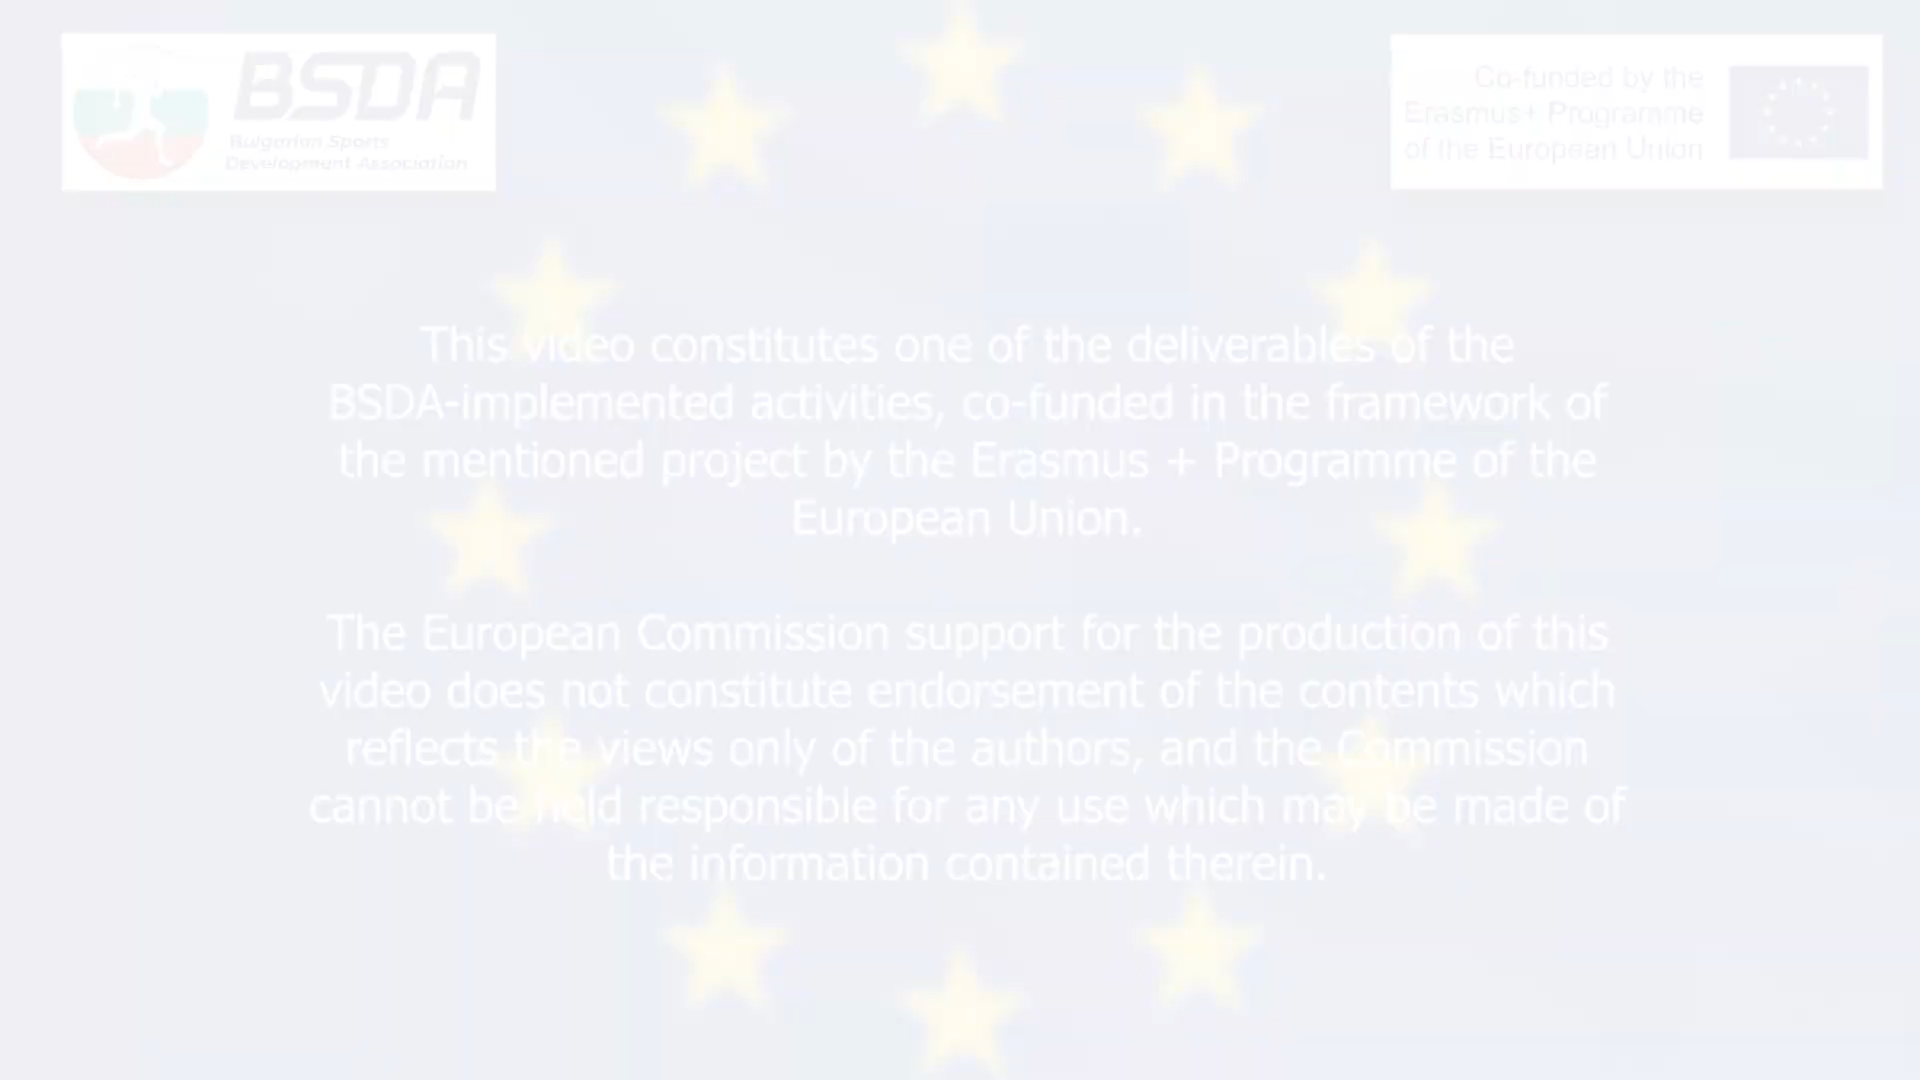 BSDA
Bulgarian Sports
Development Association
Co-funded by the
Erasmus+ Programme
of the European Union
This video constitutes one of the deliverables of the
BSDA-implemented activities, co-funded in the framework of
the mentioned project by the Erasmus + Programme of the
European Union.
The European Commission support for the production of this
video does not constitute endorsement of the contents which
reflects the views only of the authors, and the Commission
cannot be held responsible for any use which may be made of
the information contained therein.